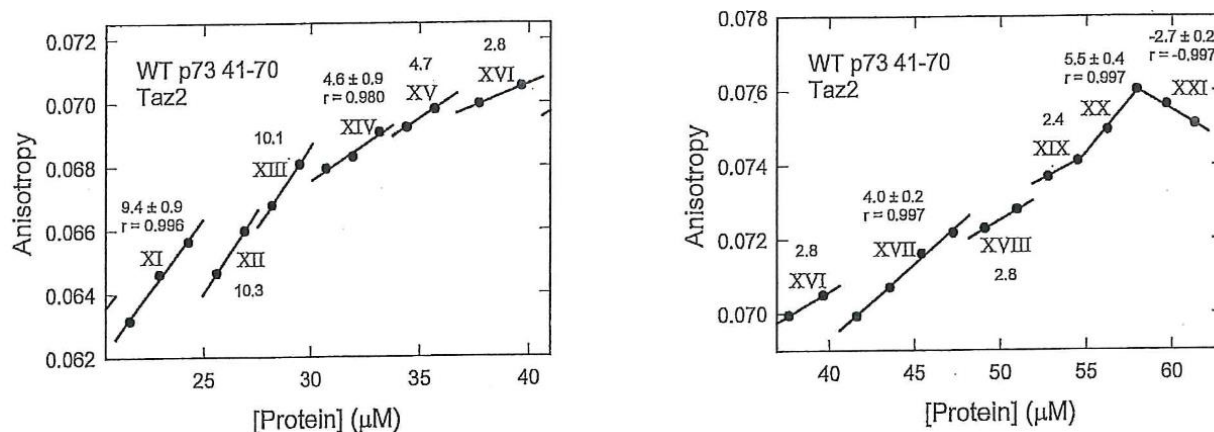 0.072
0.070
0.068
0.066
0.064
0.062
Anisotropy
WT p73 41-70
Taz2
9.4 ± 0.9
r = 0.996
XI
10.3
XII
10.1
XIII
4.6 ± 0.9
r = 0.980
XIV
4.7
XV
2.8
XVI
25 30 35 40
[Protein] (μM)
0.078
0.076
0.074
0.072
0.070
Anisotropy
WT p73 41-70
Taz2
2.8
XVI
4.0 ± 0.2
r = 0.997
XVII
XVIII
2.8
2.4
XIX
5.5 ± 0.4
r = 0.997
XX
-2.7 ± 0.2
r = -0.997
XXI
40 45 50 55 60
[Protein] (μM)